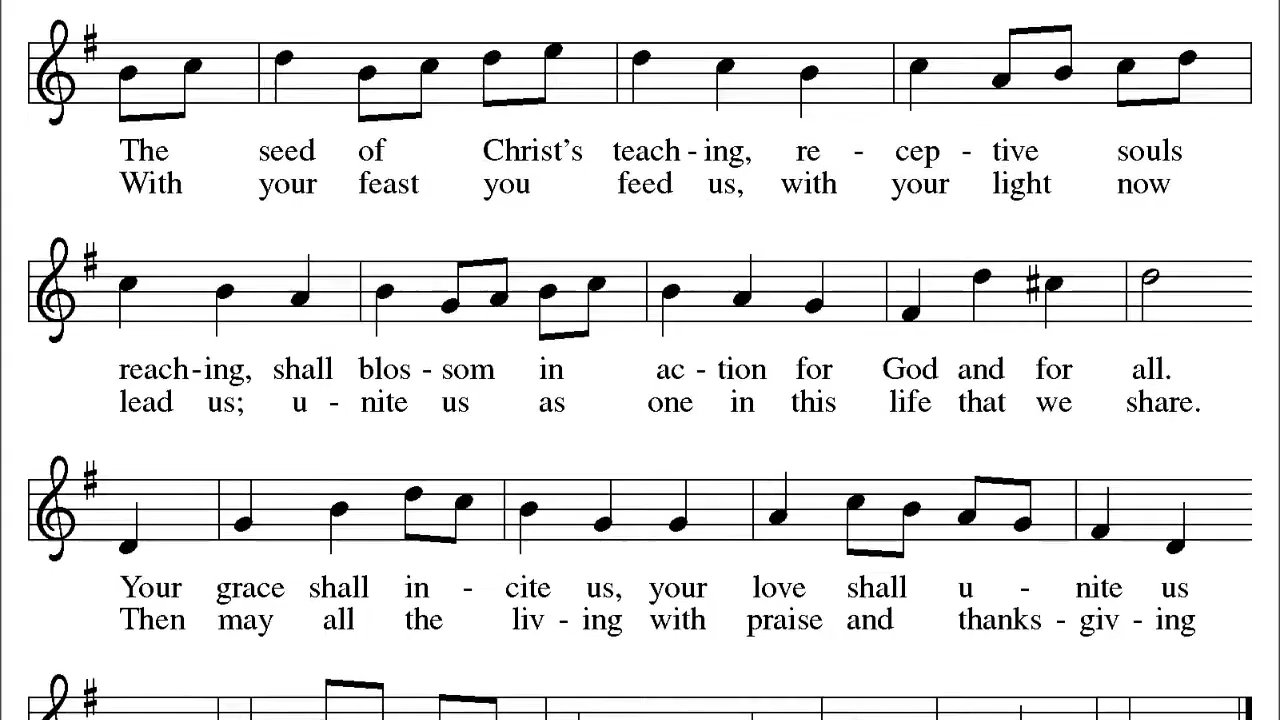 The seed of Christ's teach - ing, re - cep - tive souls
With your feast you feed us, with your light now
reach - ing, shall blos - som in ac - tion for God and for all.
lead us; u - nite us as one in this life that we share.
Your grace shall in - cite us, your love shall u - nite us
Then may all the liv - ing with praise and thanks - giv - ing